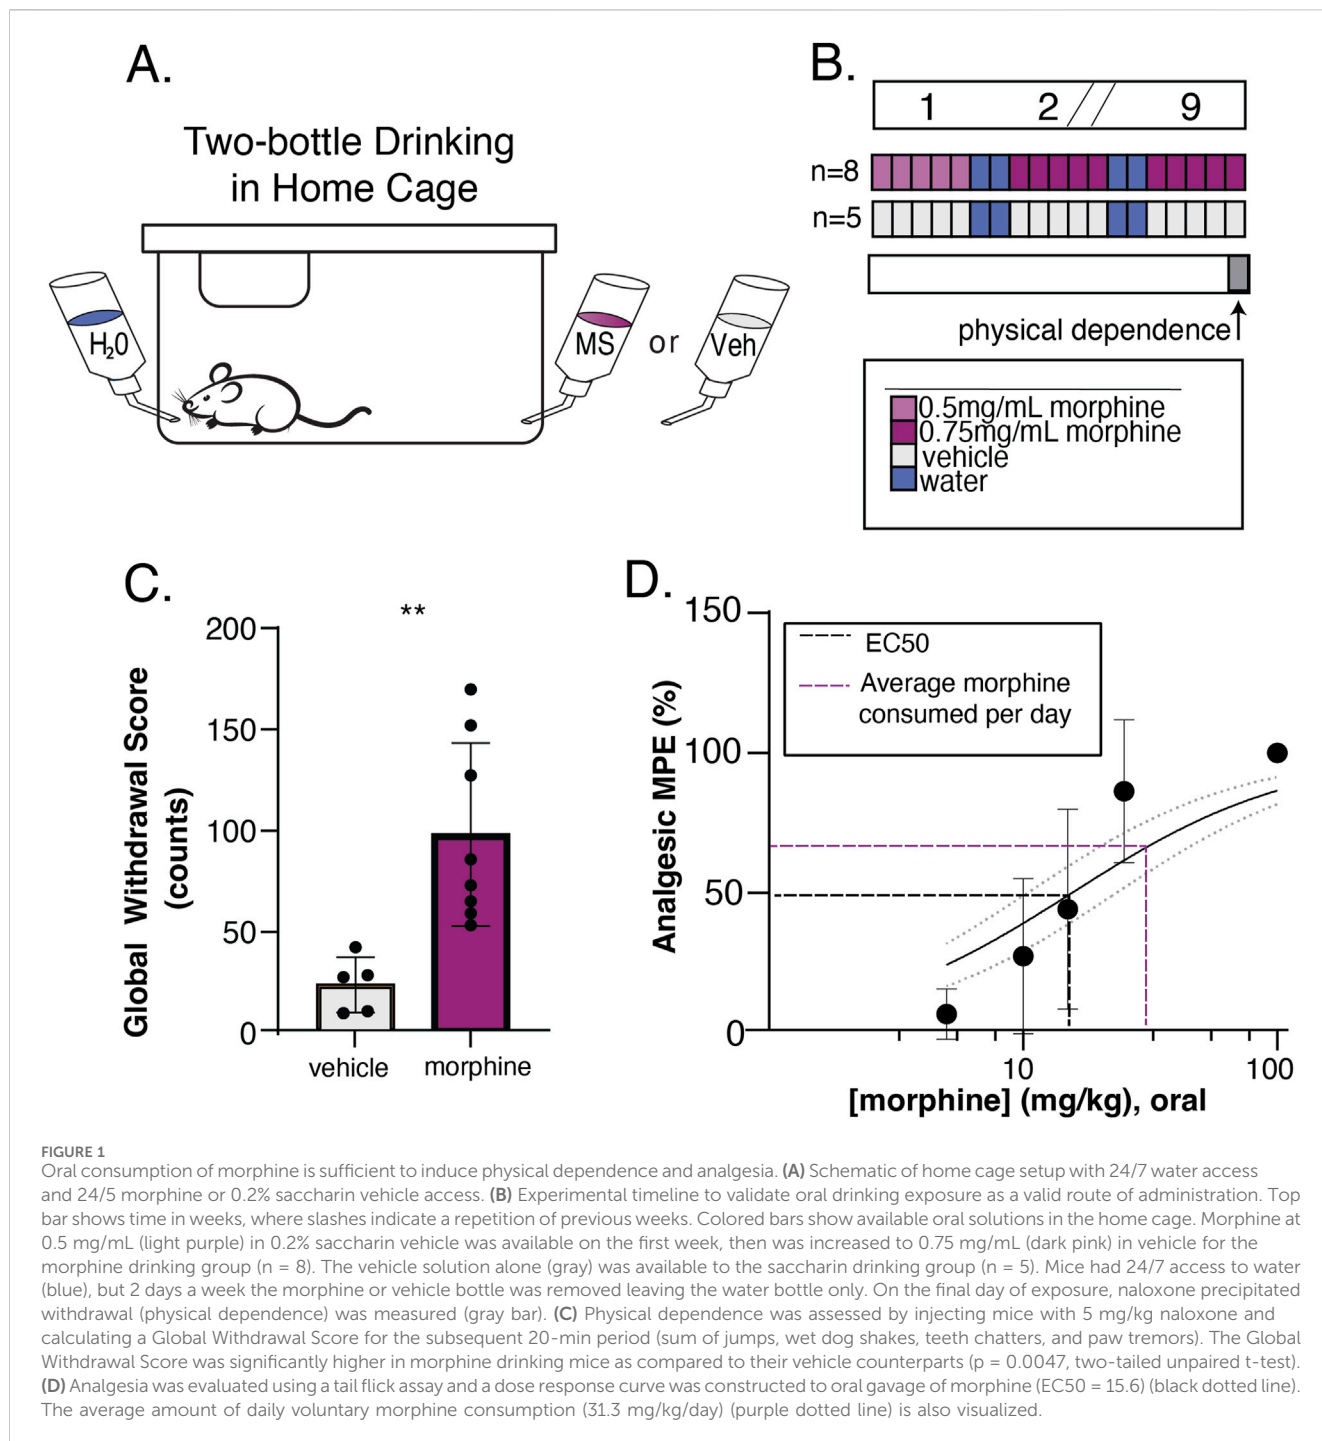 A.
Two-bottle Drinking
in Home Cage
H20
MS
or
Veh
B.
1 2 9
n=8
n=5
physical dependence
0.5mg/mL morphine
0.75mg/mL morphine
vehicle
water
C.
**
Global Withdrawal Score
(counts)
200
150
100
50
0
vehicle
morphine
D.
Analgesic MPE (%)
150
100
50
0
EC50
Average morphine
consumed per day
10
100
[morphine] (mg/kg), oral
FIGURE 1
Oral consumption of morphine is sufficient to induce physical dependence and analgesia. (A) Schematic of home cage setup with 24/7 water access
and 24/5 morphine or 0.2% saccharin vehicle access. (B) Experimental timeline to validate oral drinking exposure as a valid route of administration. Top
bar shows time in weeks, where slashes indicate a repetition of previous weeks. Colored bars show available oral solutions in the home cage. Morphine at
0.5 mg/mL (light purple) in 0.2% saccharin vehicle was available on the first week, then was increased to 0.75 mg/mL (dark pink) in vehicle for the
morphine drinking group (n = 8). The vehicle solution alone (gray) was available to the saccharin drinking group (n = 5). Mice had 24/7 access to water
(blue), but 2 days a week the morphine or vehicle bottle was removed leaving the water bottle only. On the final day of exposure, naloxone precipitated
withdrawal (physical dependence) was measured (gray bar). (C) Physical dependence was assessed by injecting mice with 5 mg/kg naloxone and
calculating a Global Withdrawal Score for the subsequent 20-min period (sum of jumps, wet dog shakes, teeth chatters, and paw tremors). The Global
Withdrawal Score was significantly higher in morphine drinking mice as compared to their vehicle counterparts (p = 0.0047, two-tailed unpaired t-test).
(D) Analgesia was evaluated using a tail flick assay and a dose response curve was constructed to oral gavage of morphine (EC50 = 15.6) (black dotted line).
The average amount of daily voluntary morphine consumption (31.3 mg/kg/day) (purple dotted line) is also visualized.